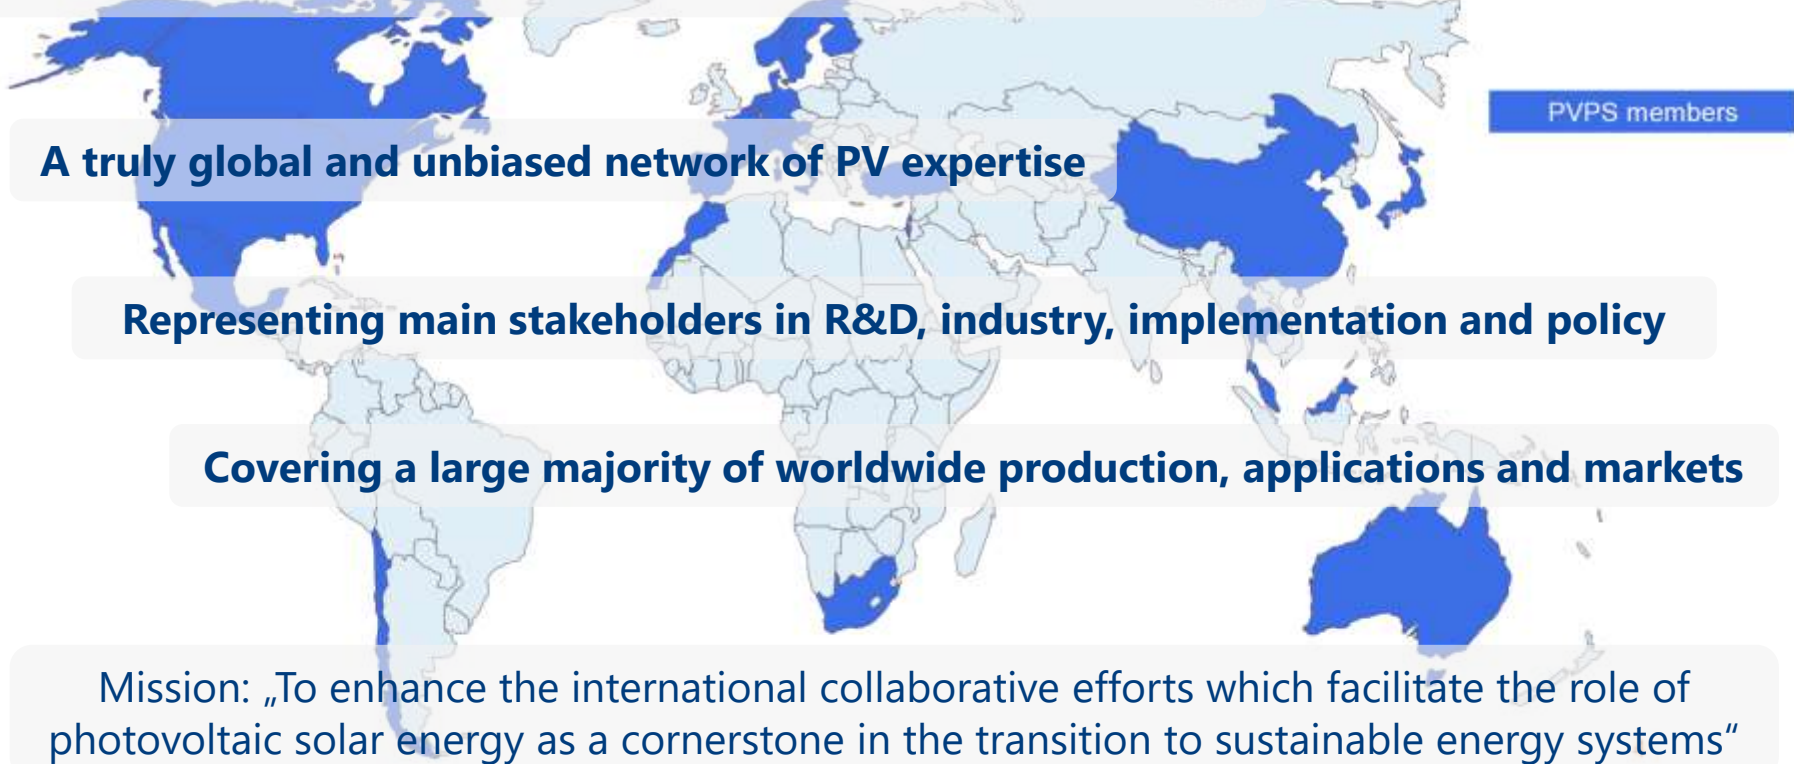 PVPS members
A truly global and unbiased network of PV expertise
Representing main stakeholders in R&D, industry, implementation and policy
Covering a large majority of worldwide production, applications and markets
Mission: „To enhance the international collaborative efforts which facilitate the role of
photovoltaic solar energy as a cornerstone in the transition to sustainable energy systems“